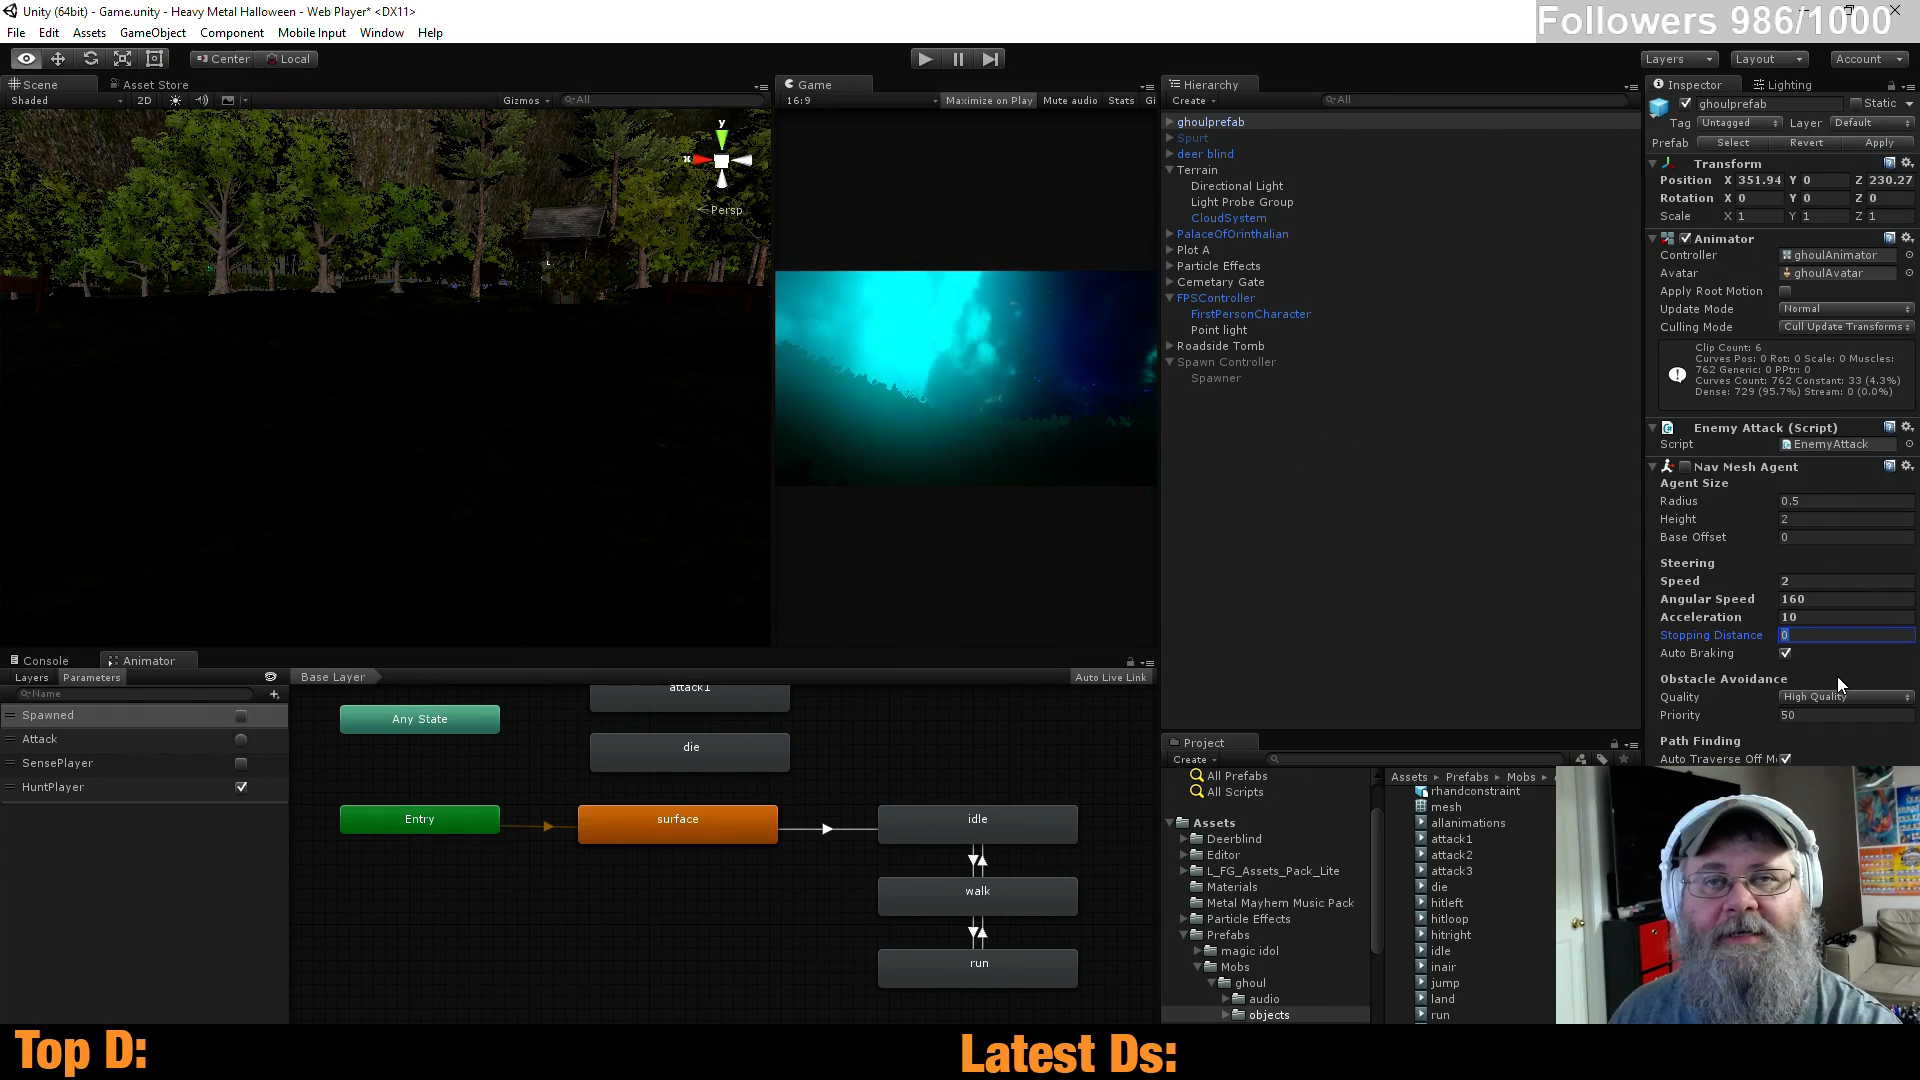 Unity (64bit) - Game.unity - Heavy Metal Halloween - Web Player* <DX11>
Followers 986/1000
File Edit Assets GameObject Component Mobile Input Window Help
Center Local
Layers Layout Account
Scene Asset Store
Shaded 2D Gizmos All
y
x
Persp
Game
16:9 Maximize on Play Mute audio Stats Gi
Hierarchy
Create All
ghoulprefab
Spurt
deer blind
Terrain
Directional Light
Light Probe Group
CloudSystem
PalaceOfOrinthalian
Plot A
Particle Effects
Cemetary Gate
FPSController
FirstPersonCharacter
Point light
Roadside Tomb
Spawn Controller
Spawner
Inspector Lighting
ghoulprefab Static
Tag Untagged Layer Default
Prefab Select Revert Apply
Transform
Position X 351.94 Y 0 Z 230.27
Rotation X 0 Y 0 Z 0
Scale X 1 Y 1 Z 1
Animator
Controller ghoulAnimator
Avatar ghoulAvatar
Apply Root Motion
Update Mode Normal
Culling Mode Cull Update Transforms
Clip Count: 6
Curves Pos: 0 Rot: 0 Scale: 0 Muscles:
762 Generic: 0 PPtr: 0
Curves Count: 762 Constant: 33 (4.3%)
Dense: 729 (95.7%) Stream: 0 (0.0%)
Enemy Attack (Script)
Script EnemyAttack
Nav Mesh Agent
Agent Size
Radius 0.5
Height 2
Base Offset 0
Steering
Speed 2
Angular Speed 160
Acceleration 10
Stopping Distance 0
Auto Braking
Obstacle Avoidance
Quality High Quality
Priority 50
Path Finding
Auto Traverse Off M
Console Animator
Layers Parameters
Name
Spawned
Attack
SensePlayer
HuntPlayer
Base Layer Auto Live Link
attack1
Any State
die
Entry
surface
idle
walk
run
Project
Create
All Prefabs
All Scripts
Assets
Deerblind
Editor
L_FG_Assets_Pack_Lite
Materials
Metal Mayhem Music Pack
Particle Effects
Prefabs
magic idol
Mobs
ghoul
audio
objects
Assets Prefabs Mobs
rhandconstraint
mesh
allanimations
attack1
attack2
attack3
die
hitleft
hitloop
hitright
idle
inair
jump
land
run
Top D:
Latest Ds: